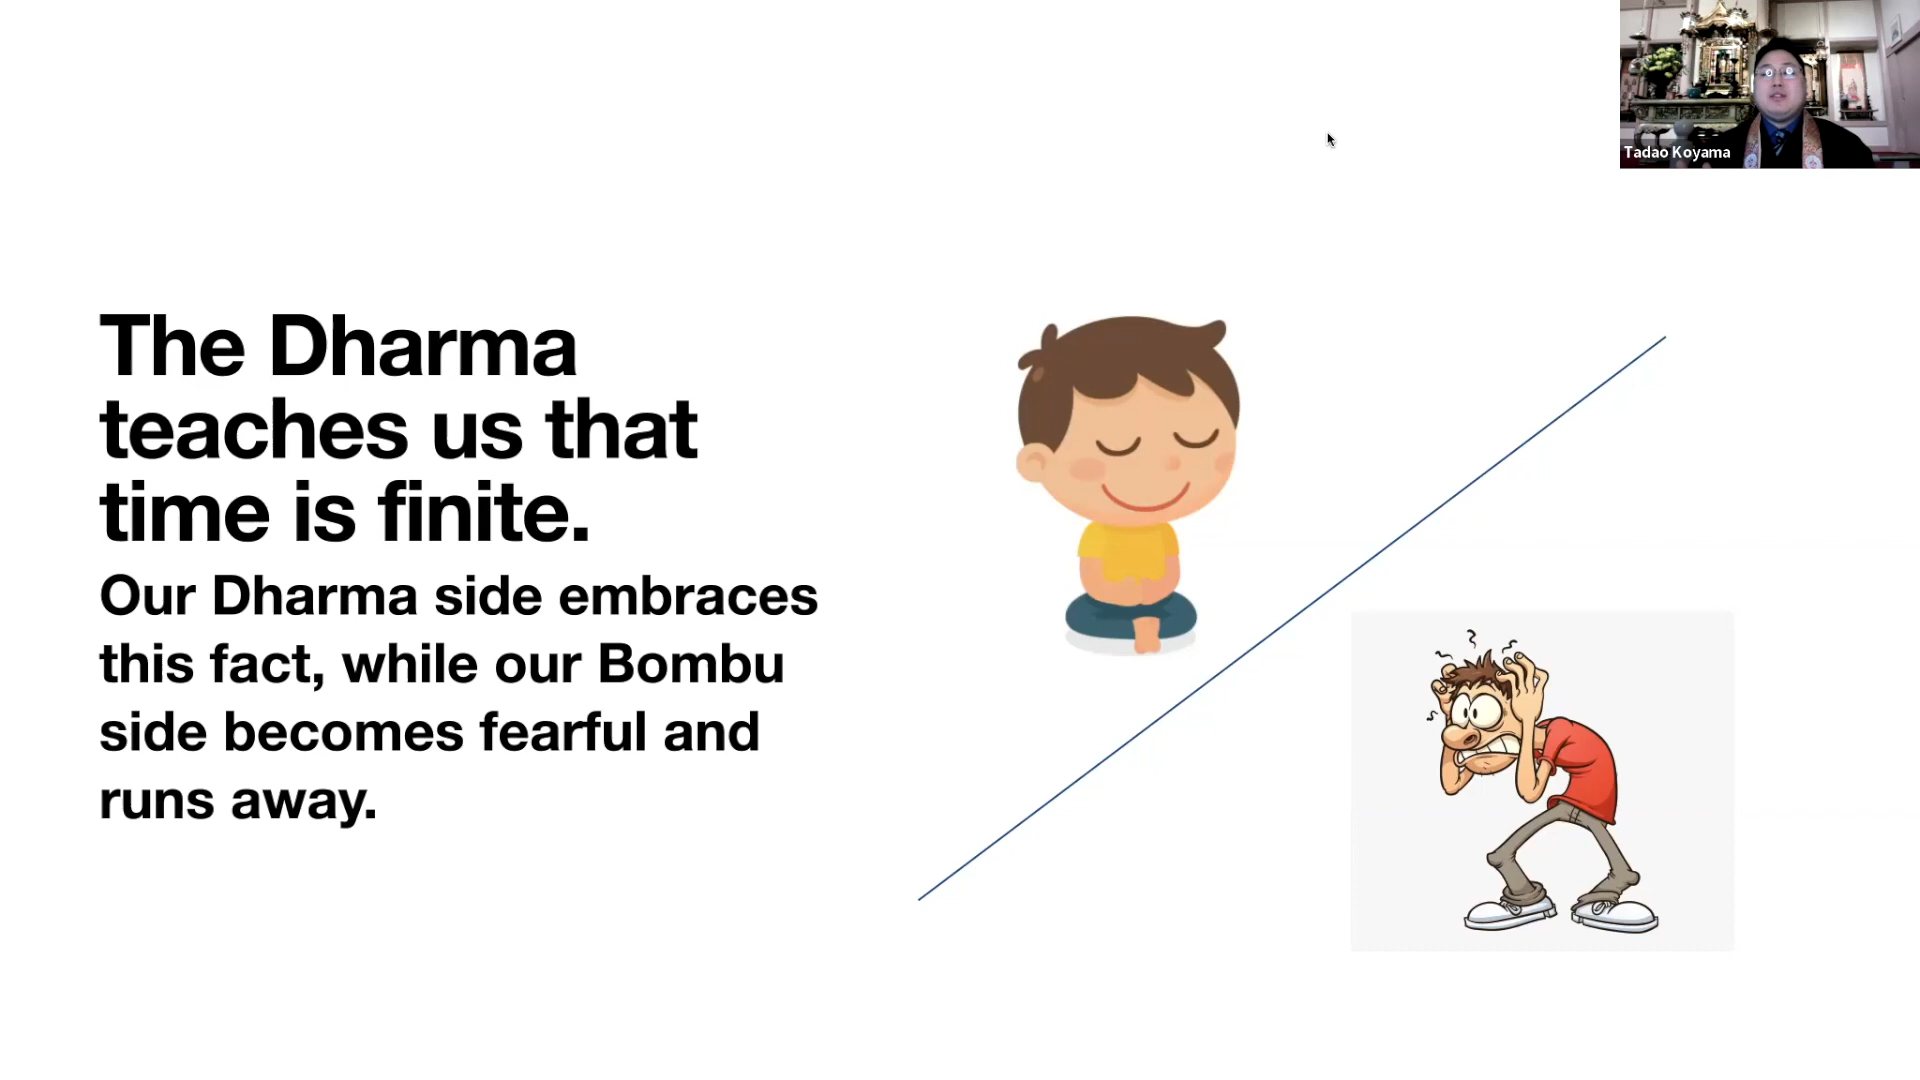 Tadao Koyama
The Dharma
teaches us that
time is finite.
Our Dharma side embraces
this fact, while our Bombu
side becomes fearful and
runs away.